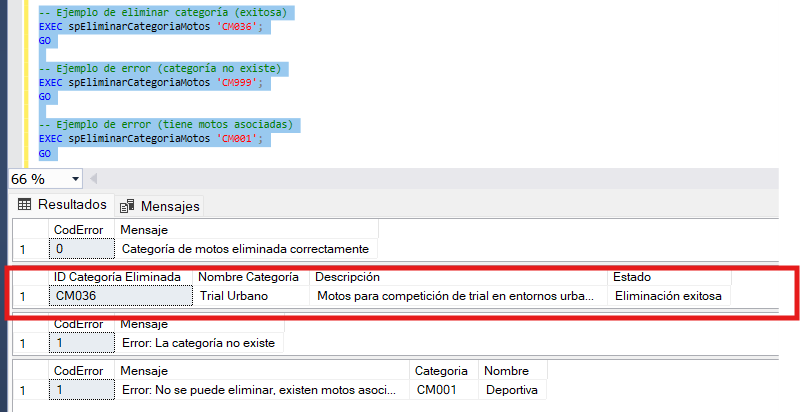 -- Ejemplo de eliminar categoría (exitosa)
EXEC spEliminarCategoriaMotos 'CM036';
GO
-- Ejemplo de error (categoría no existe)
EXEC spEliminarCategoriaMotos 'CM999';
GO
-- Ejemplo de error (tiene motos asociadas)
EXEC spEliminarCategoriaMotos 'CM001';
GO
66 %
Resultados Mensajes
CodError Mensaje
1 0 Categoría de motos eliminada correctamente
ID Categoría Eliminada Nombre Categoría Descripción Estado
1 CM036 Trial Urbano Motos para competición de trial en entornos urba... Eliminación exitosa
CodError Mensaje
1 1 Error: La categoría no existe
CodError Mensaje Categoria Nombre
1 1 Error: No se puede eliminar, existen motos asoci... CM001 Deportiva